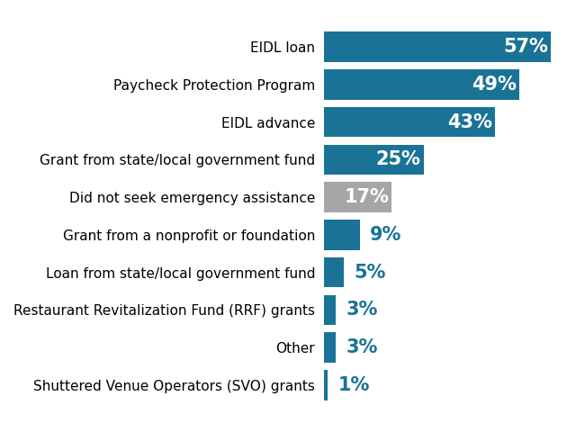 EIDL loan 57%
Paycheck Protection Program 49%
EIDL advance 43%
Grant from state/local government fund 25%
Did not seek emergency assistance 17%
Grant from a nonprofit or foundation 9%
Loan from state/local government fund 5%
Restaurant Revitalization Fund (RRF) grants 3%
Other 3%
Shuttered Venue Operators (SVO) grants 1%